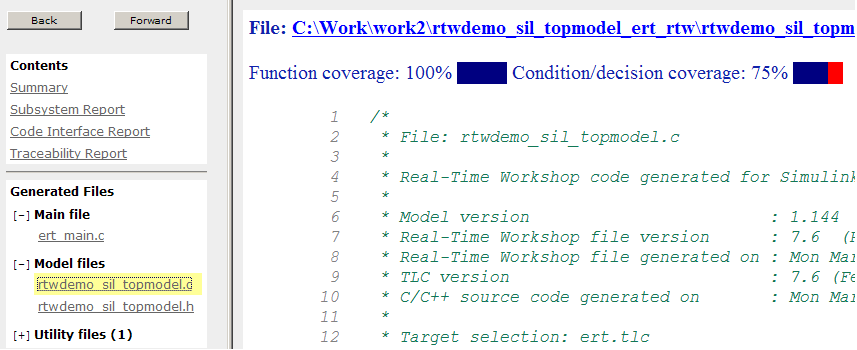 Back
Forward
Contents
Summary
Subsystem Report
Code Interface Report
Traceability Report
Generated Files
[-] Main file
ert_main.c
[-] Model files
rtwdemo_sil_topmodel.c
rtwdemo_sil_topmodel.h
[+] Utility files (1)
File: C:\Work\work2\rtwdemo_sil_topmodel_ert_rtw\rtwdemo_sil_topm
Function coverage: 100% Condition/decision coverage: 75%
1 /*
2 * File: rtwdemo_sil_topmodel.c
3 *
4 * Real-Time Workshop code generated for Simulink
5 *
6 * Model version : 1.144
7 * Real-Time Workshop file version : 7.6
8 * Real-Time Workshop file generated on : Mon Mar
9 * TLC version : 7.6 (Fe
10 * C/C++ source code generated on : Mon Mar
11 *
12 * Target selection: ert.tlc